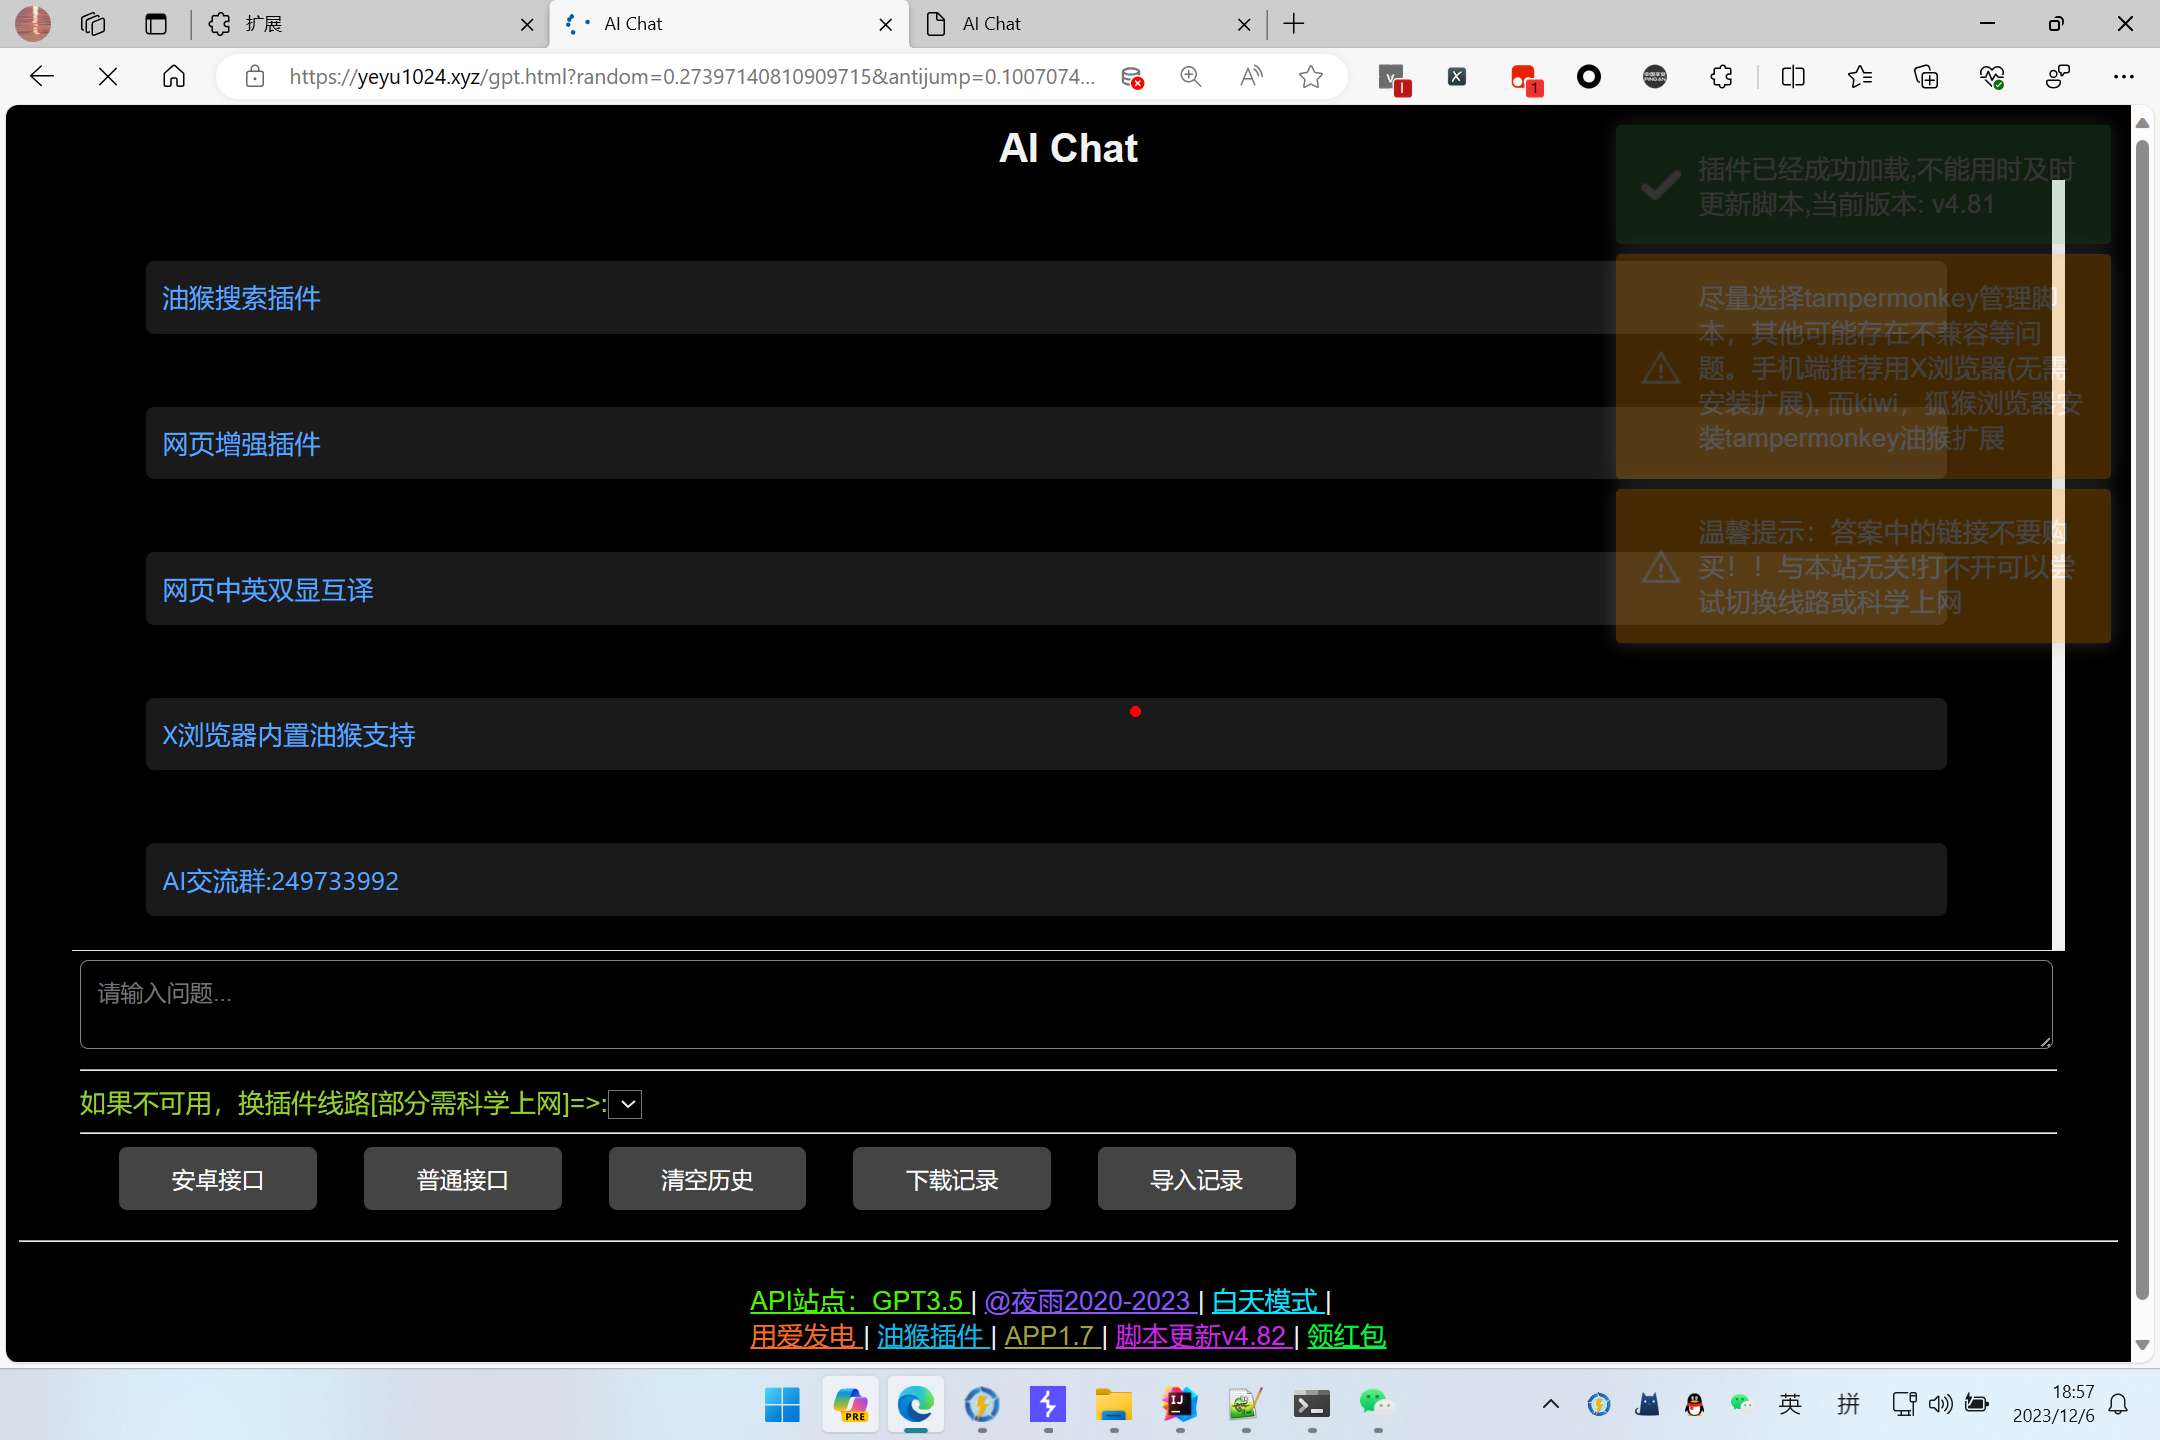 扩展
AI Chat
AI Chat
https://yeyu1024.xyz/gpt.html?random=0.27397140810909715&antijump=0.1007074...
1
AI Chat
插件已经成功加载,不能用时及时
更新脚本,当前版本: v4.81
油猴搜索插件
尽量选择tampermonkey管理脚
本，其他可能存在不兼容等问
题。手机端推荐用X浏览器(无需
安装扩展), 而kiwi，狐猴浏览器安
装tampermonkey油猴扩展
网页增强插件
温馨提示：答案中的链接不要购
买！！与本站无关!打不开可以尝
试切换线路或科学上网
网页中英双显互译
X浏览器内置油猴支持
AI交流群:249733992
请输入问题...
如果不可用，换插件线路[部分需科学上网]=>:
安卓接口
普通接口
清空历史
下载记录
导入记录
API站点：GPT3.5 | @夜雨2020-2023 | 白天模式 |
用爱发电 | 油猴插件 | APP1.7 | 脚本更新v4.82 | 领红包
PRE
英
拼
18:57
2023/12/6